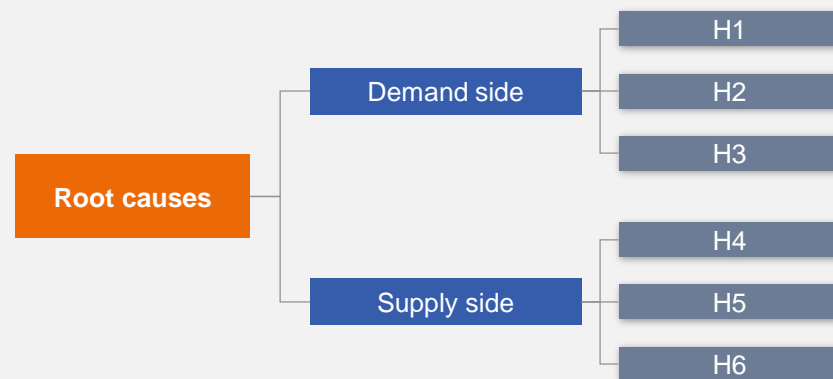 Root causes
Demand side
H1
H2
H3
Supply side
H4
H5
H6